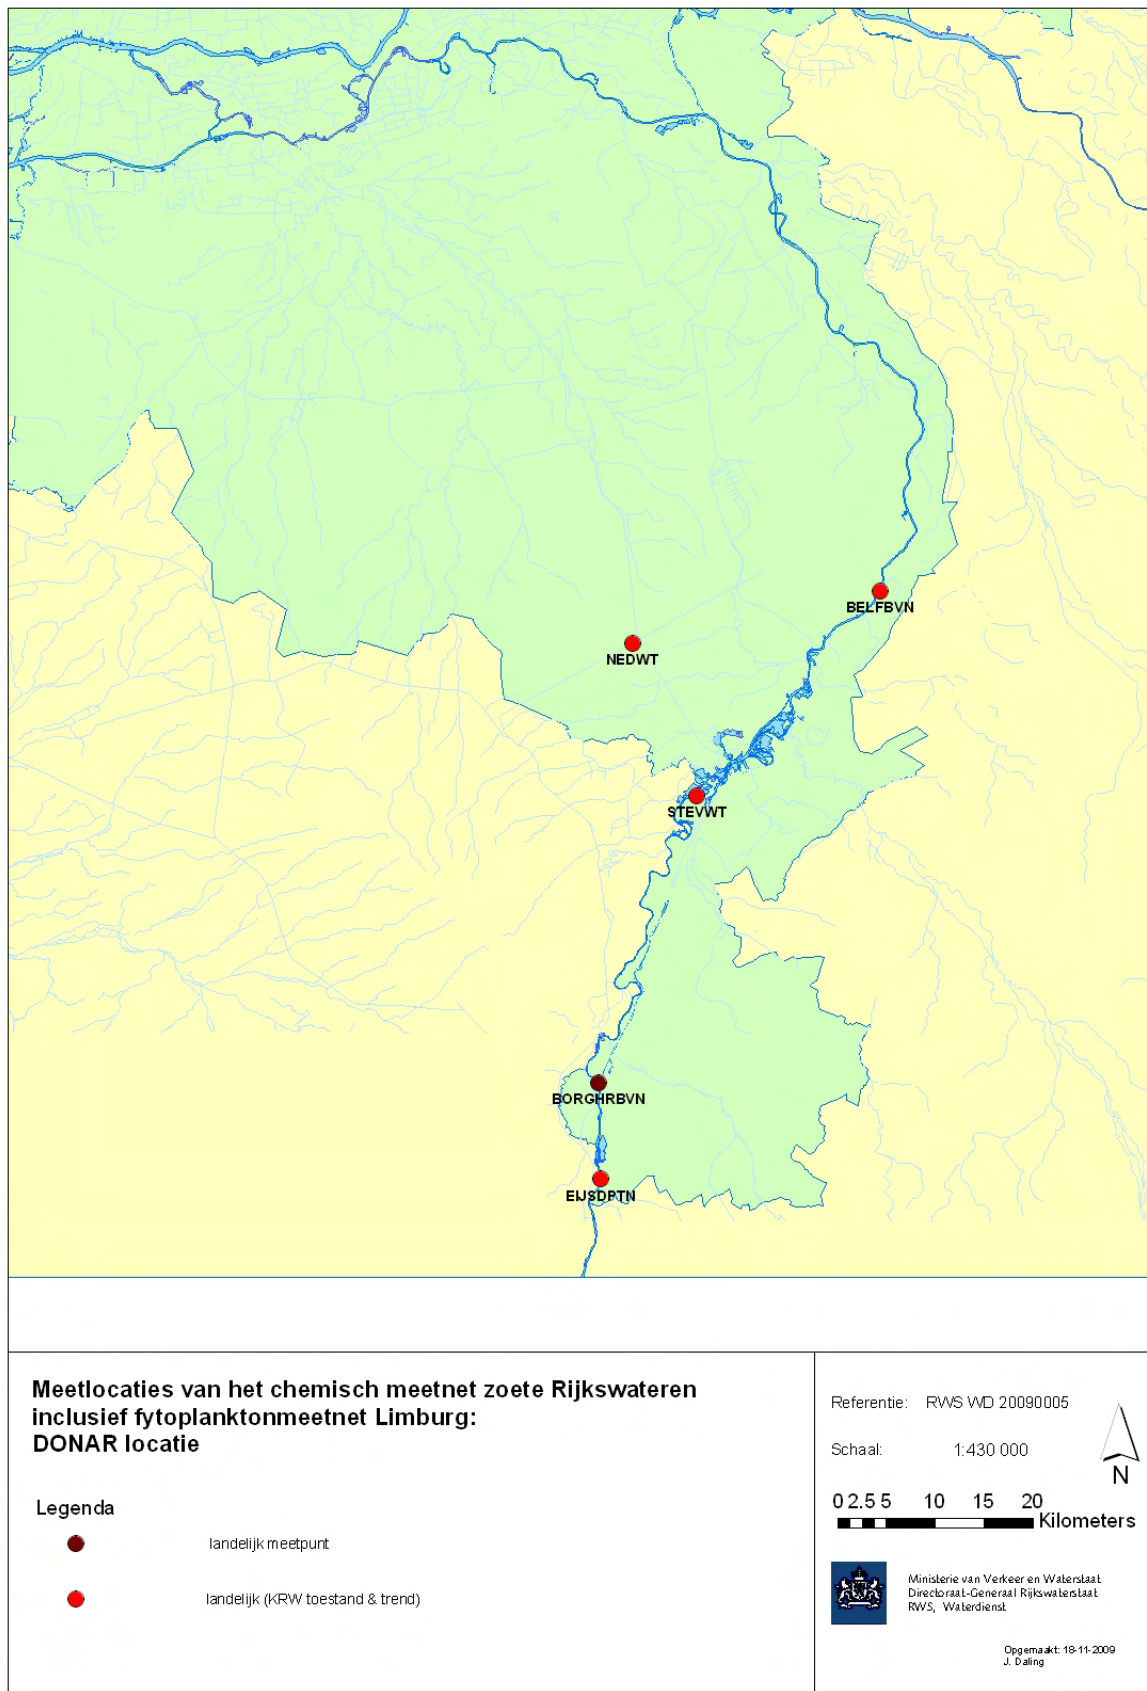 BELFBVN
NEDWT
STEVWT
BORGHRBVN
EIJSDPTN
Meetlocaties van het chemisch meetnet zoete Rijkswateren
inclusief fytoplanktonmeetnet Limburg:
DONAR locatie
Legenda
landelijk meetpunt
landelijk (KRW toestand & trend)
Referentie: RWS WD 20090005
Schaal: 1:430 000
N
0 2.5 5 10 15 20
Kilometers
Ministerie van Verkeer en Waterstaat
Directoraat-Generaal Rijkswaterstaat
RWS, Waterdienst
Opgemaakt: 18-11-2009
J. Daling